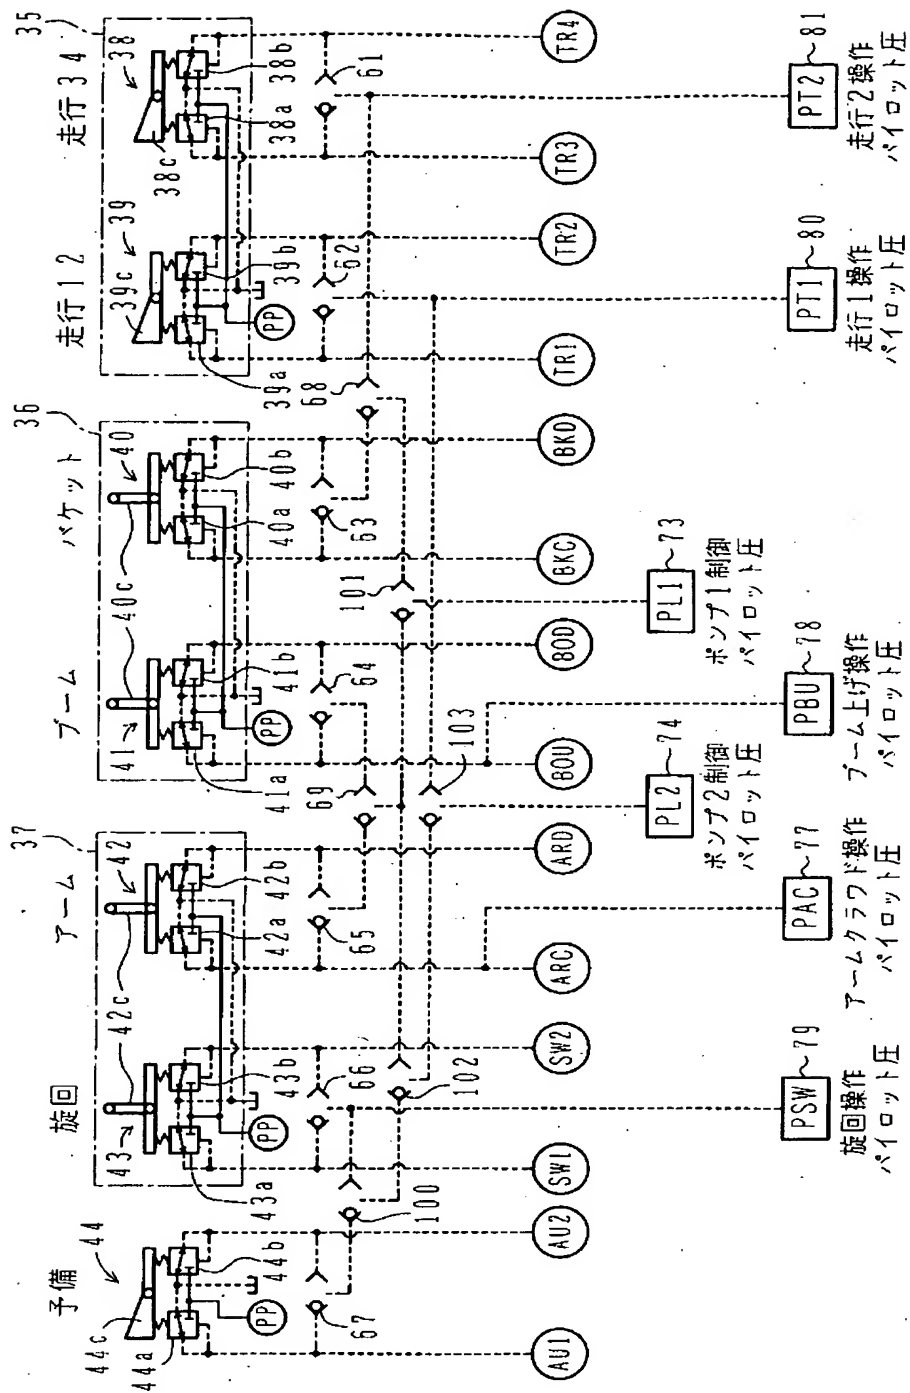 予備
旋回
アーム
ブーム
バケット
走行1 2
走行3 4
37
36
35
44
44c
44a
44b
PP
43
42c
43a
43b
PP
42
42a
42b
41
40c
41a
41b
PP
40
40a
40b
39c
39
39a
39b
PP
38c
38
38a
38b
67
100
66
102
65
69
64
103
101
63
68
62
61
AU1
AU2
SW1
SW2
ARC
ARD
BOU
BOD
BKC
BKD
TR1
TR2
TR3
TR4
PL2
74
ポンプ2制御
パイロット圧
PL1
73
ポンプ1制御
パイロット圧
PSW
79
旋回操作
パイロット圧
PAC
77
アームクラウド操作
パイロット圧
PBU
78
ブーム上げ操作
パイロット圧
PT1
80
走行1操作
パイロット圧
PT2
81
走行2操作
パイロット圧